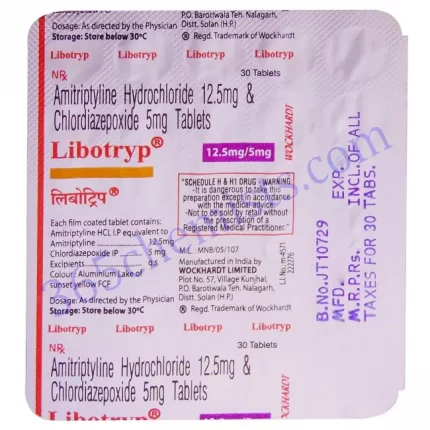 P.O. Barotiwala Teh. Nalagarh,
Dosage: As directed by the Physician Distt. Solan (H.P.)
Storage: Store below 30°C ® Regd. Trademark of Wockhardt
Libotryp Libotryp Libotryp Libotryp
NRx 30 Tablets
Amitriptyline Hydrochloride 12.5mg &
Chlordiazepoxide 5mg Tablets
Libotryp® 12.5mg/5mg
WOCKHARDT
लिबोट्रिप®
"SCHEDULE H & H1 DRUG - WARNING
-It is dangerous to take this
preparation except in accordance
with the medical advice.
-Not to be sold by retail without
the prescription of a
Registered Medical Practitioner."
Each film coated tablet contains:
Amitriptyline HCL I.P equivalent to
Amitriptyline
Chlordiazepoxide IP 5 mg
Excipients q.s
Colour: Aluminium Lake of
sunset yellow FCF
M.L.: MNB/05/107
Manufactured in India by
WOCKHARDT LIMITED
Plot No. 57, Village Kunjhal,
P.O. Barotiwala Teh. Nalagarh,
Dosage: As directed by the Physician Distt. Solan (H.P.)
Storage: Store below 30°C ® Regd. Trademark of Wockhardt
B.No.JT10729
MFD. EXP.
M.R.P.Rs. INCL.OF ALL
TAXES FOR 30 TABS.
Libotryp Libotryp Libotryp Libotryp
NRx 30 Tablets
Amitriptyline Hydrochloride 12.5mg &
Chlordiazepoxide 5mg Tablets
Libotryp®
WOCKHARDT